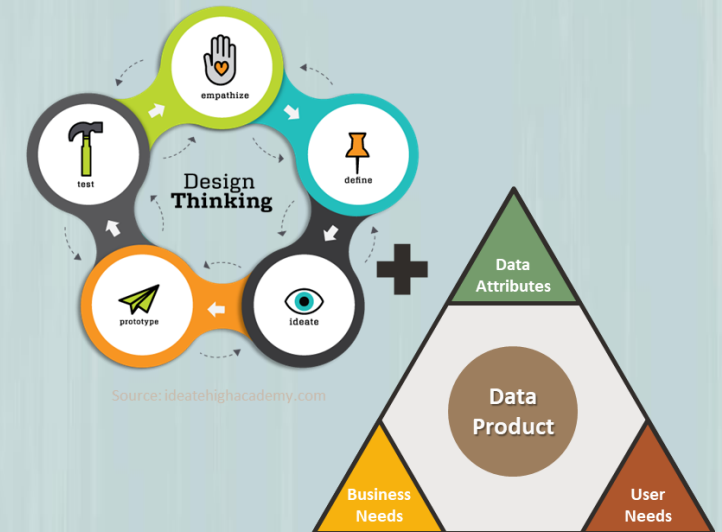 empathize
define
ideate
prototype
test
Design
Thinking
Source: ideatehighacademy.com
Data
Attributes
Data
Product
Business
Needs
User
Needs